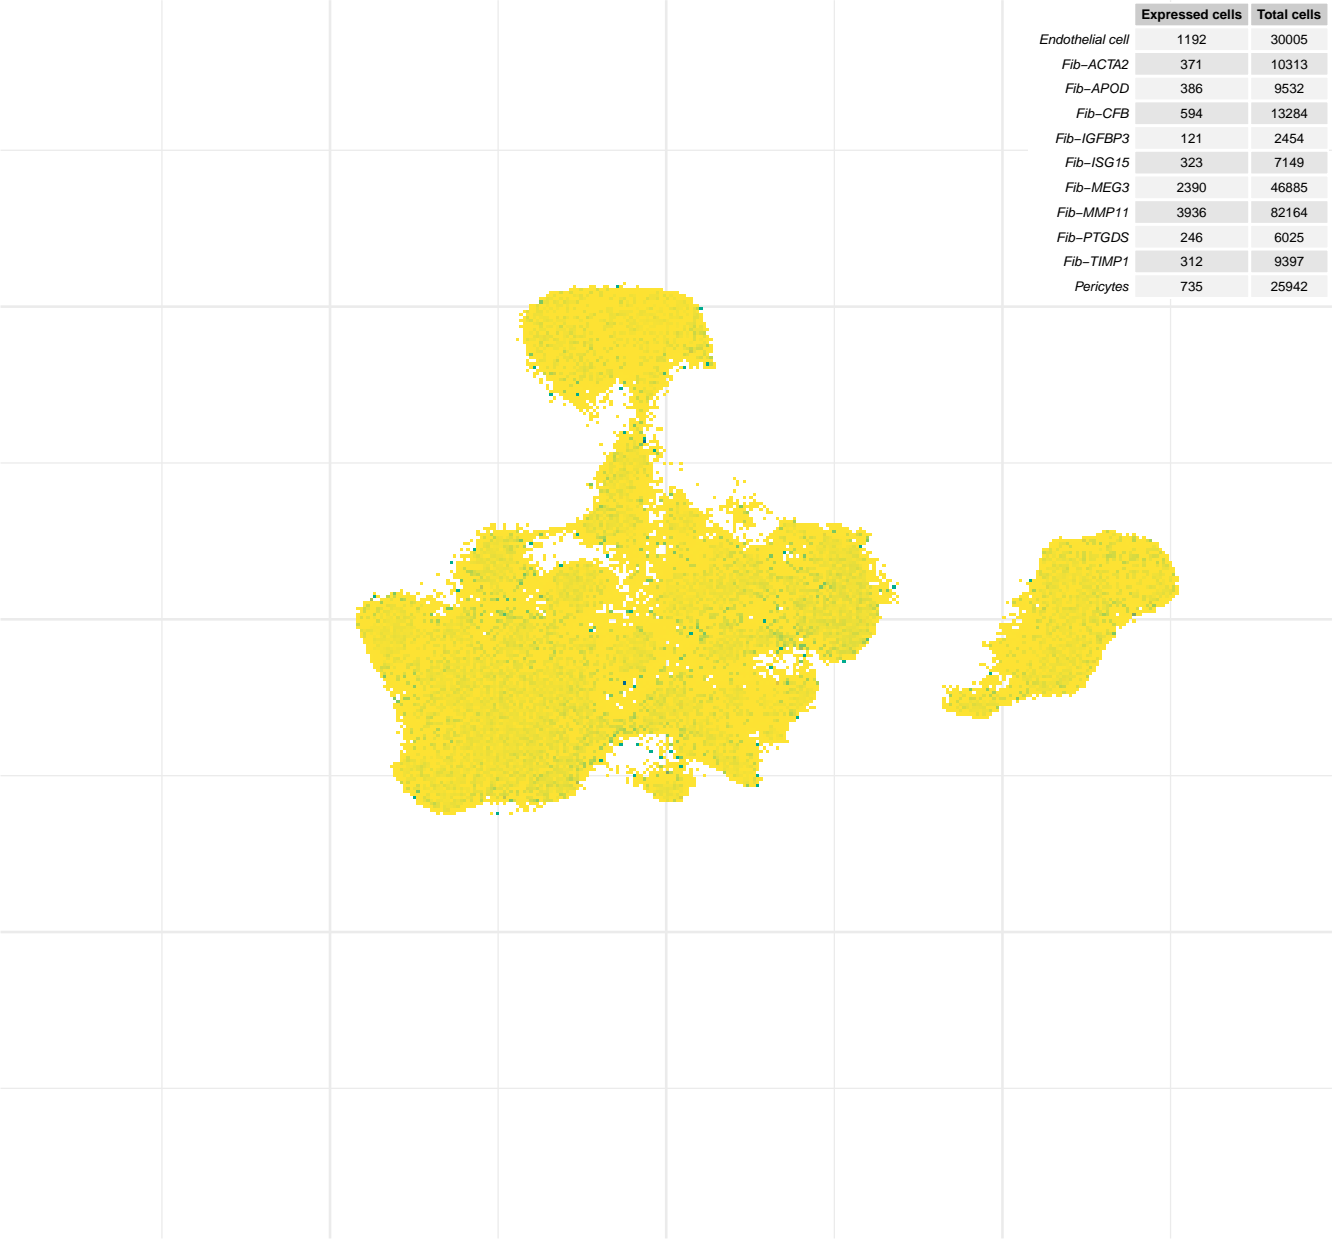 Expressed cells Total cells
Endothelial cell 1192 30005
Fib−ACTA2 371 10313
Fib−APOD 386 9532
Fib−CFB 594 13284
Fib−IGFBP3 121 2454
Fib−ISG15 323 7149
Fib−MEG3 2390 46885
Fib−MMP11 3936 82164
Fib−PTGDS 246 6025
Fib−TIMP1 312 9397
Pericytes 735 25942